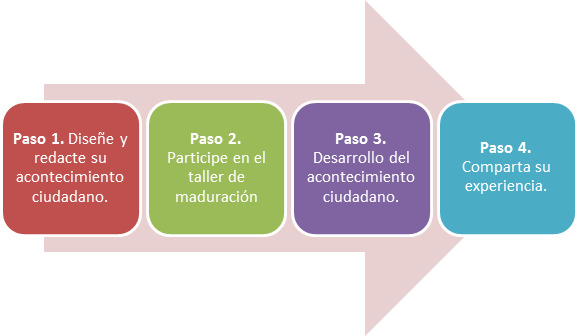 Paso 1. Diseñe y
redacte su
acontecimiento
ciudadano.
Paso 2.
Participe en el
taller de
maduración
Paso 3.
Desarrollo del
acontecimiento
ciudadano.
Paso 4.
Comparta su
experiencia.